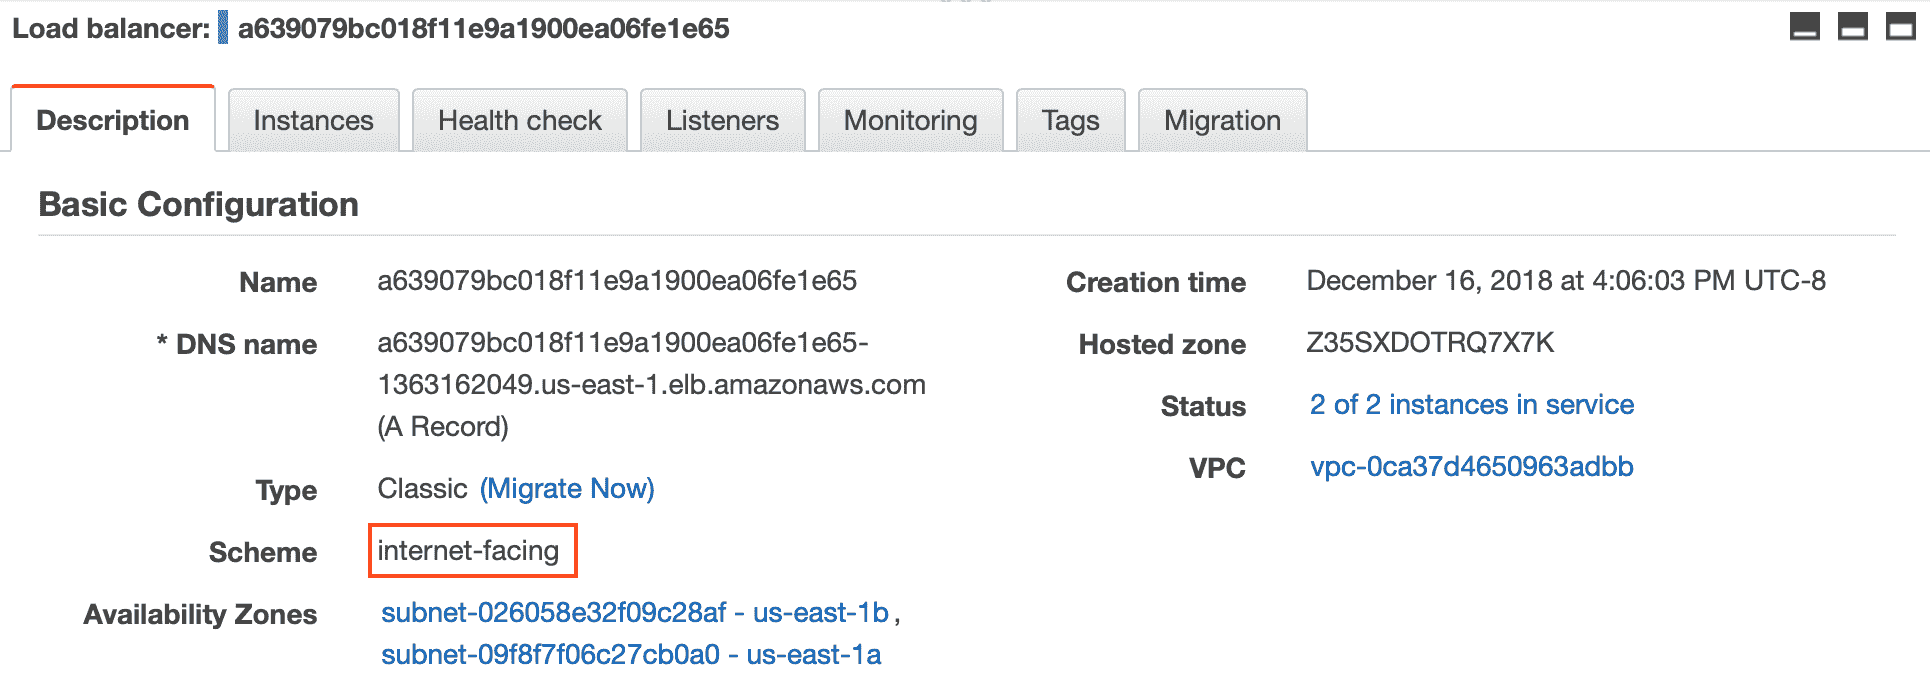 Load balancer: a639079bc018f11e9a1900ea06fe1e65
Description Instances Health check Listeners Monitoring Tags Migration
Basic Configuration
Name a639079bc018f11e9a1900ea06fe1e65
* DNS name a639079bc018f11e9a1900ea06fe1e65-
1363162049.us-east-1.elb.amazonaws.com
(A Record)
Type Classic (Migrate Now)
Scheme internet-facing
Availability Zones subnet-026058e32f09c28af - us-east-1b ,
subnet-09f8f7f06c27cb0a0 - us-east-1a
Creation time December 16, 2018 at 4:06:03 PM UTC-8
Hosted zone Z35SXDOTRQ7X7K
Status 2 of 2 instances in service
VPC vpc-0ca37d4650963adbb